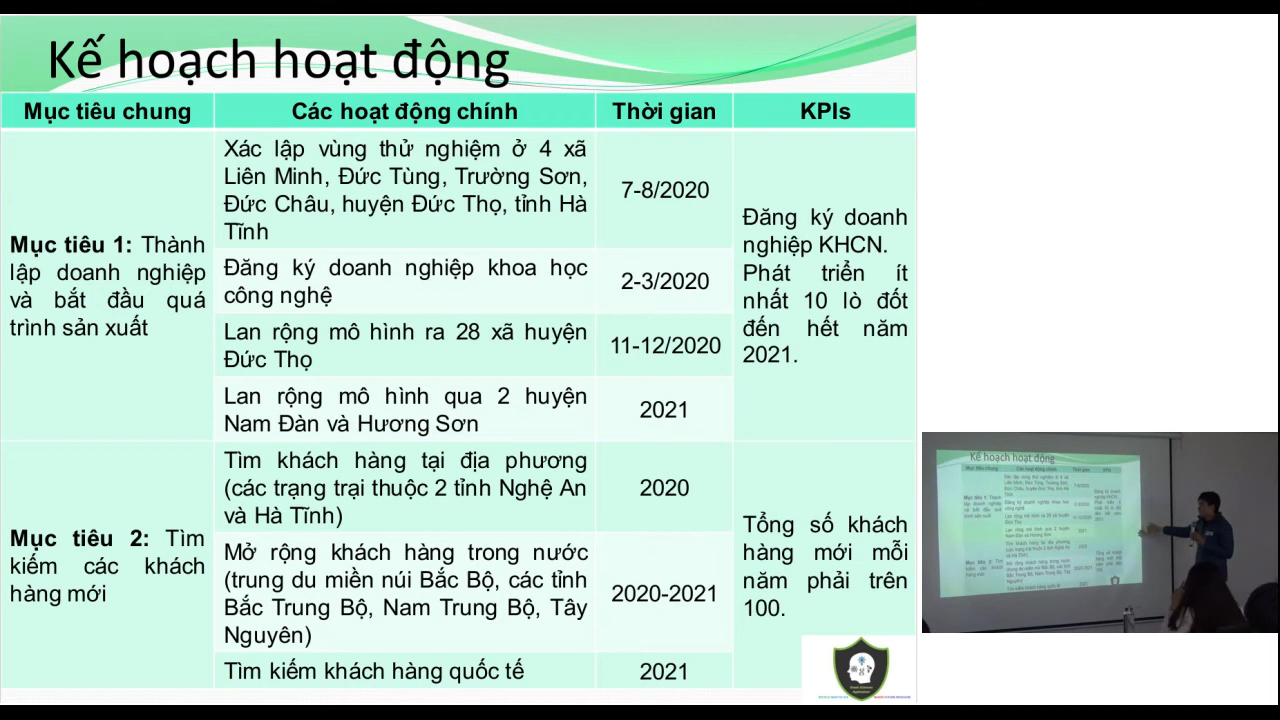 Kế hoạch hoạt động
Mục tiêu chung
Các hoạt động chính
Thời gian
KPIs
Mục tiêu 1: Thành
lập doanh nghiệp
và bắt đầu quá
trình sản xuất
Xác lập vùng thử nghiệm ở 4 xã
Liên Minh, Đức Tùng, Trường Sơn,
Đức Châu, huyện Đức Thọ, tỉnh Hà
Tĩnh
7-8/2020
Đăng ký doanh nghiệp khoa học
công nghệ
2-3/2020
Lan rộng mô hình ra 28 xã huyện
Đức Thọ
11-12/2020
Lan rộng mô hình qua 2 huyện
Nam Đàn và Hương Sơn
2021
Đăng ký doanh
nghiệp KHCN.
Phát triển ít
nhất 10 lò đốt
đến hết năm
2021.
Mục tiêu 2: Tìm
kiếm các khách
hàng mới
Tìm khách hàng tại địa phương
(các trạng trại thuộc 2 tỉnh Nghệ An
và Hà Tĩnh)
2020
Mở rộng khách hàng trong nước
(trung du miền núi Bắc Bộ, các tỉnh
Bắc Trung Bộ, Nam Trung Bộ, Tây
Nguyên)
2020-2021
Tìm kiếm khách hàng quốc tế
2021
Tổng số khách
hàng mới mỗi
năm phải trên
100.
Kế hoạch hoạt động